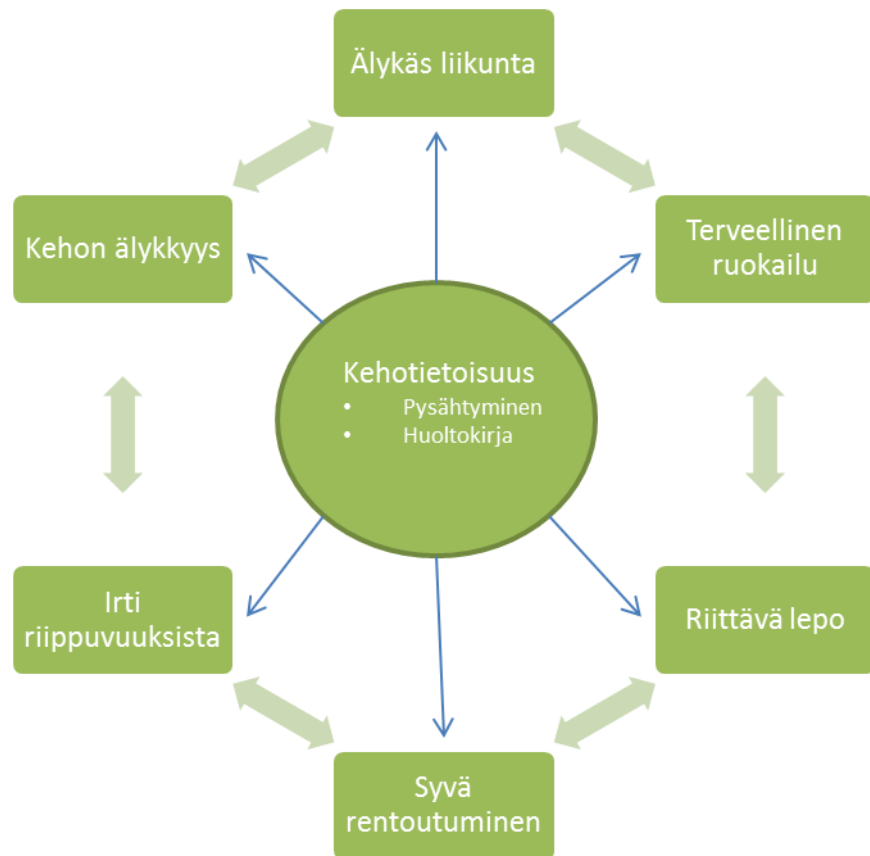 Älykäs liikunta
Kehon älykkyys
Terveellinen
ruokailu
Kehotietoisuus
• Pysähtyminen
• Huoltokirja
Irti
riippuvuuksista
Riittävä lepo
Syvä
rentoutuminen